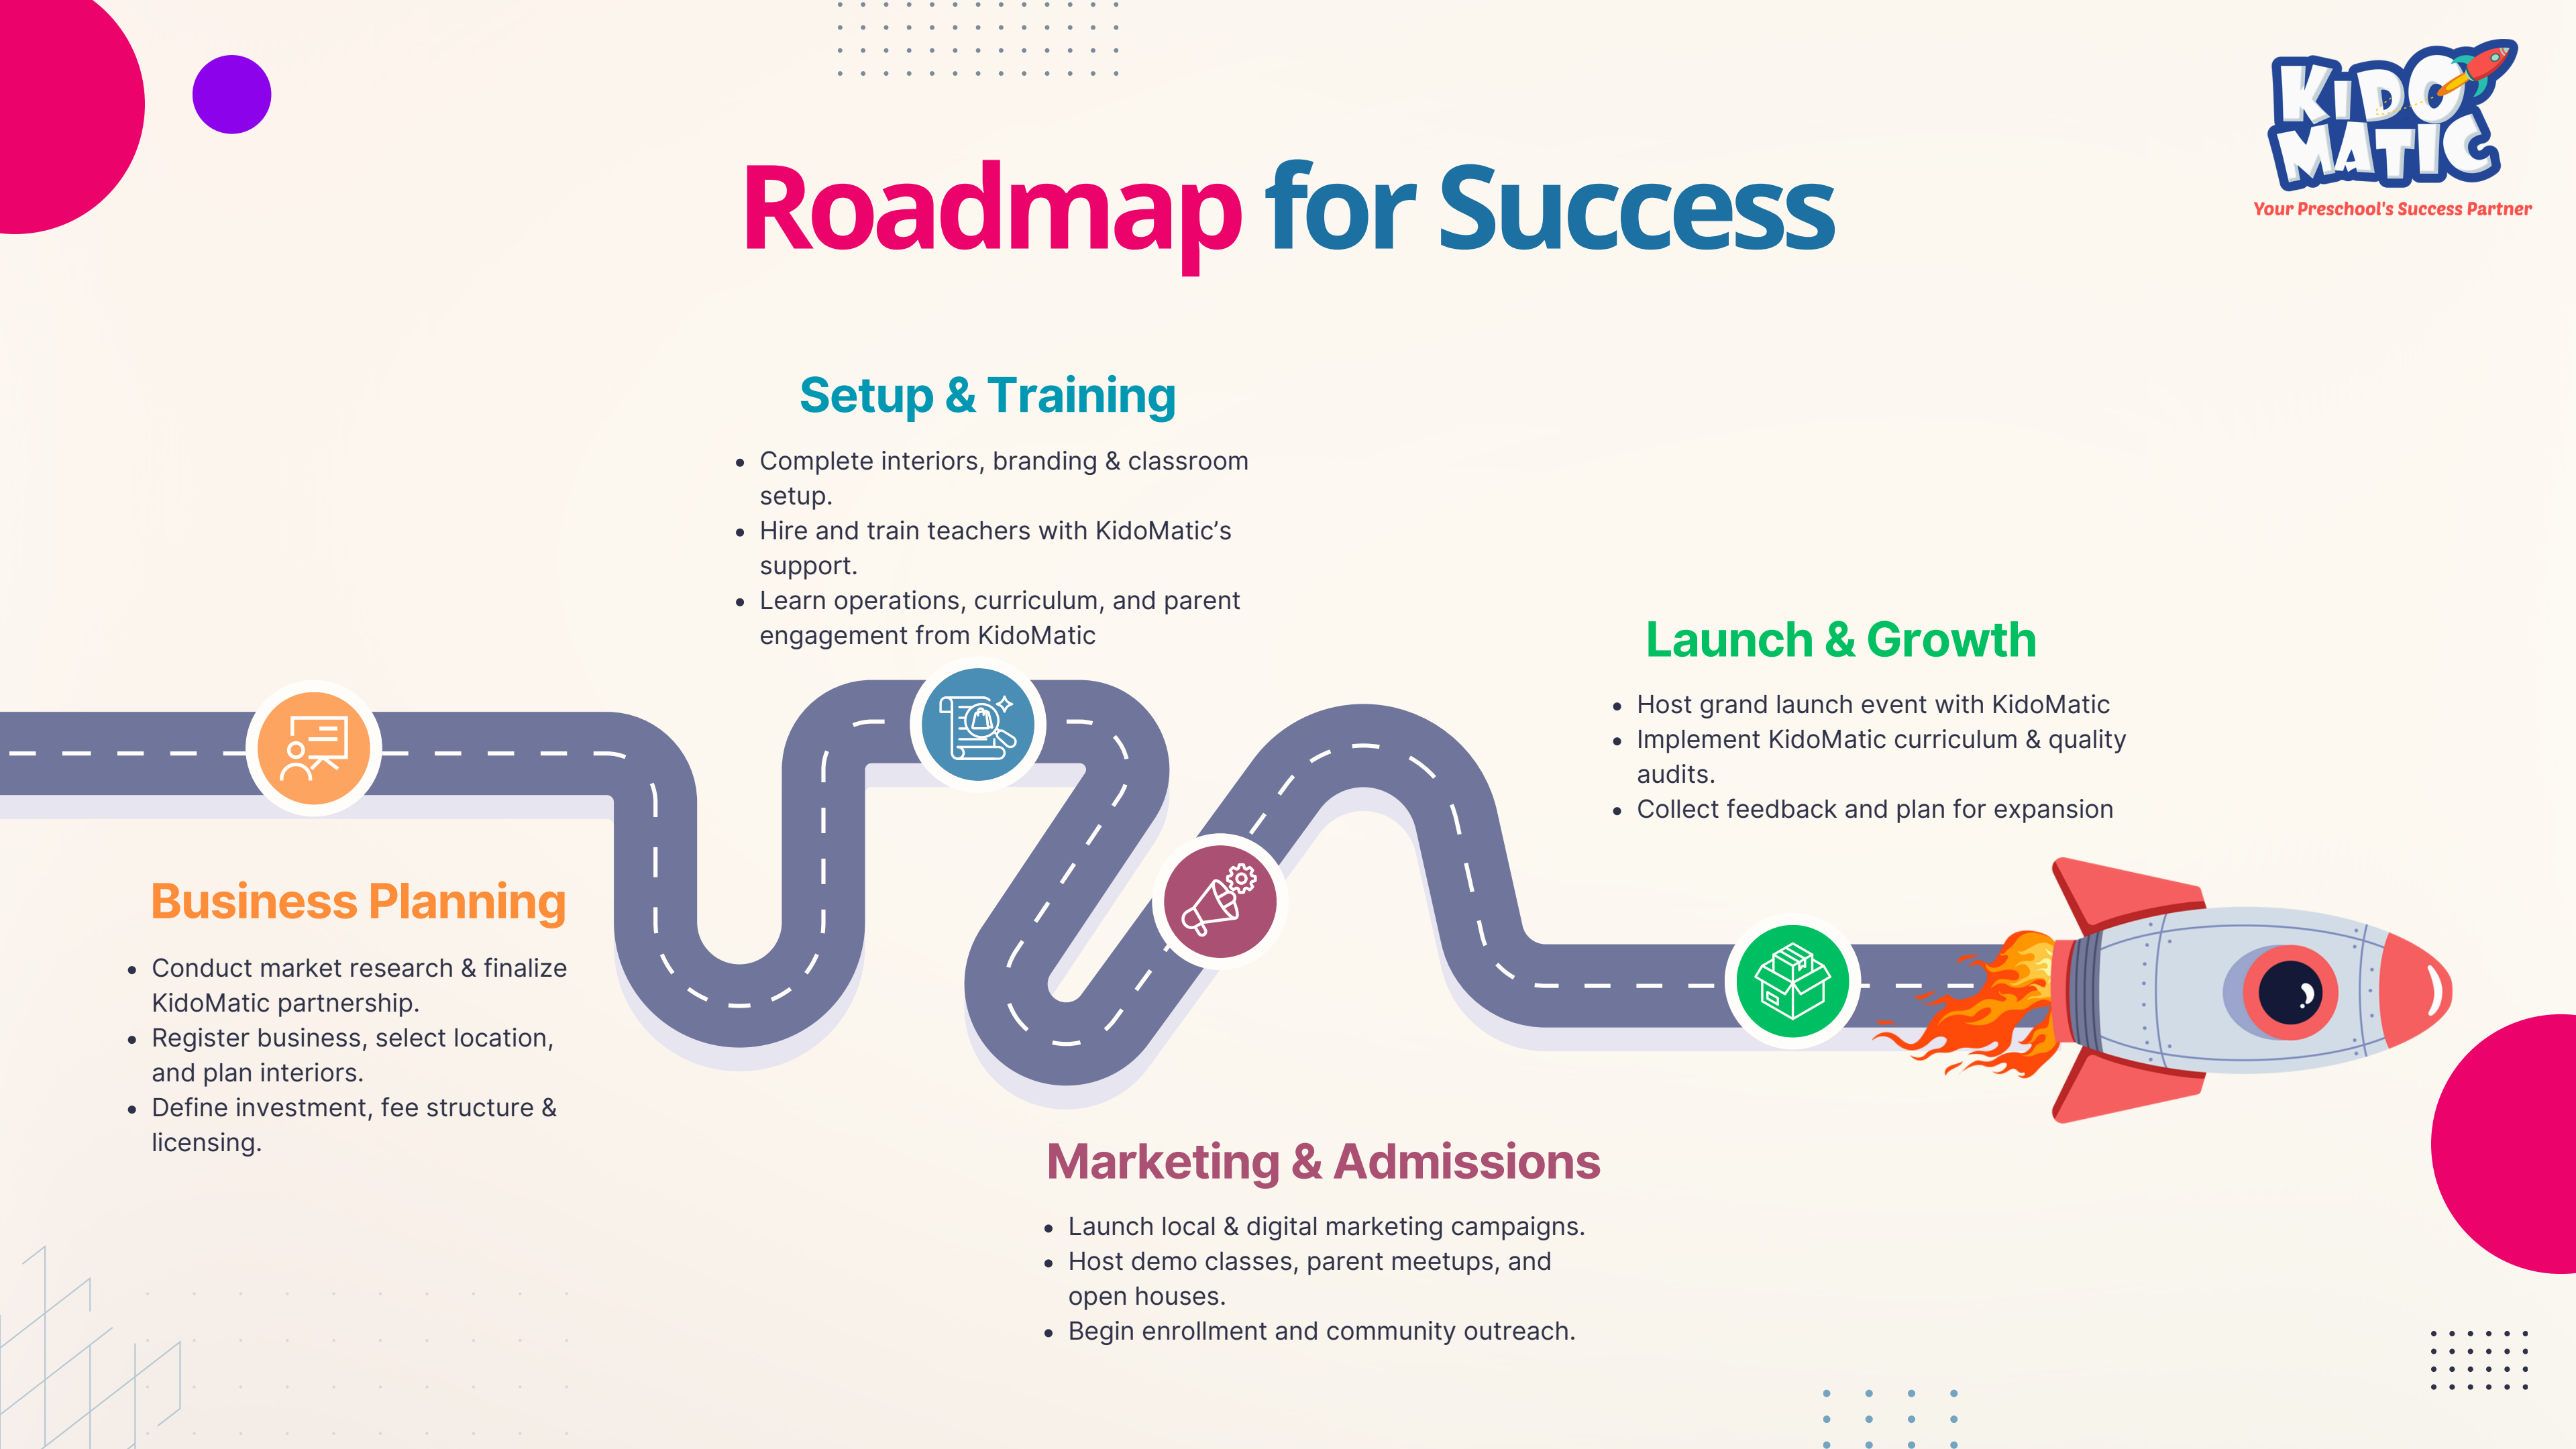 KiDO
MATIC
Your Preschool's Success Partner
Roadmap for Success
Setup & Training
• Complete interiors, branding & classroom
setup.
• Hire and train teachers with KidoMatic’s
support.
• Learn operations, curriculum, and parent
engagement from KidoMatic
Launch & Growth
• Host grand launch event with KidoMatic
• Implement KidoMatic curriculum & quality
audits.
• Collect feedback and plan for expansion
Business Planning
• Conduct market research & finalize
KidoMatic partnership.
• Register business, select location,
and plan interiors.
• Define investment, fee structure &
licensing.
Marketing & Admissions
• Launch local & digital marketing campaigns.
• Host demo classes, parent meetups, and
open houses.
• Begin enrollment and community outreach.